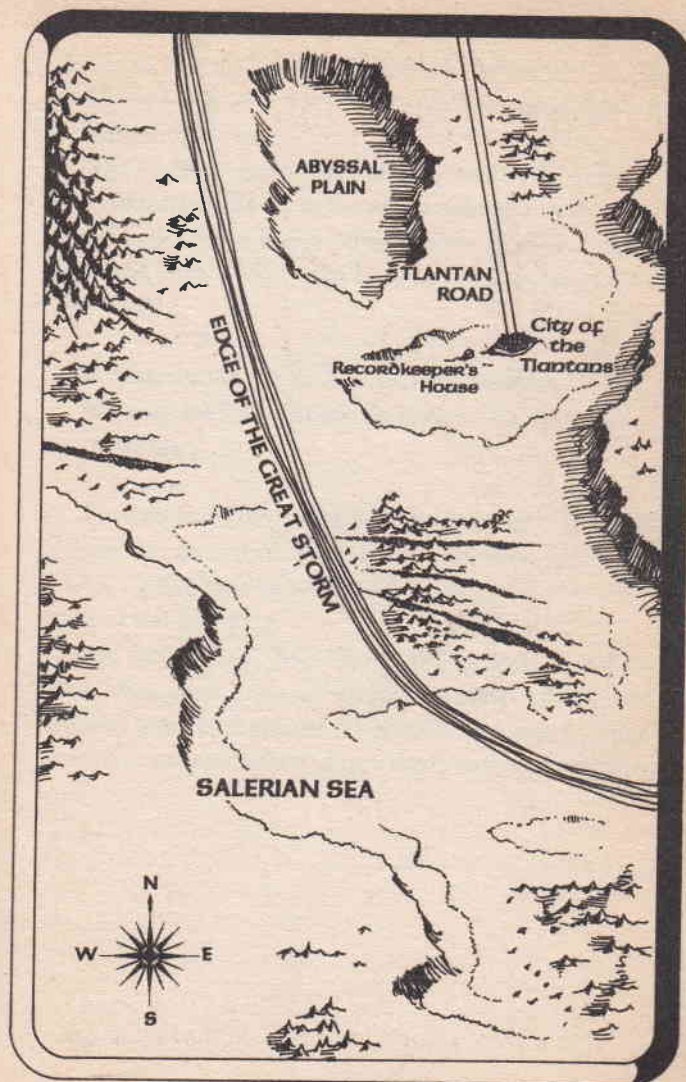 ABYSSAL
PLAIN
TLANTAN
ROAD
City of
the
Tlantans
Recordkeeper's
House
EDGE OF THE GREAT STORM
SALERIAN SEA
N
W
E
S